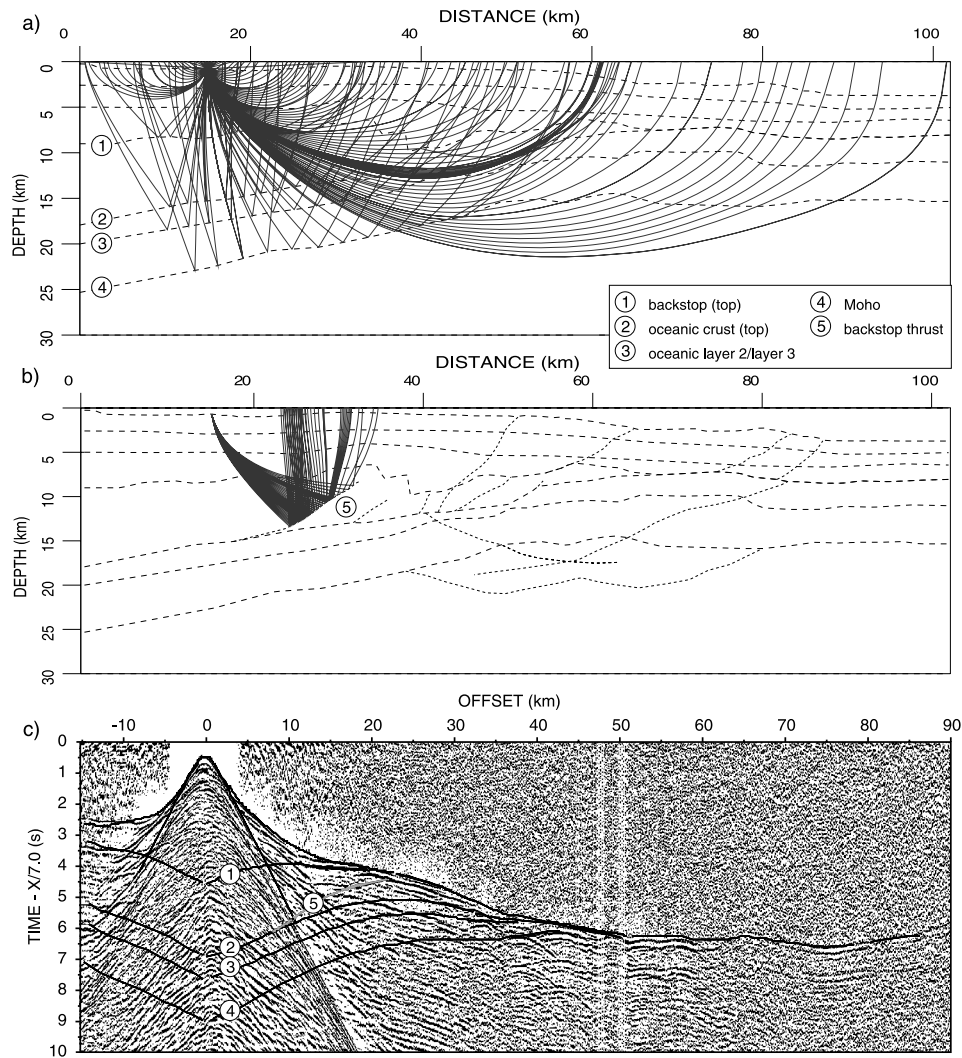 a)
DISTANCE (km)
0 20 40 60 80 100
0
5
10
15
20
25
30
DEPTH (km)
1
2
3
4
1 backstop (top)
2 oceanic crust (top)
3 oceanic layer 2/layer 3
4 Moho
5 backstop thrust
b)
DISTANCE (km)
0 20 40 60 80 100
0
5
10
15
20
25
30
DEPTH (km)
5
c)
OFFSET (km)
-10 0 10 20 30 40 50 60 70 80 90
0
1
2
3
4
5
6
7
8
9
10
TIME - X/7.0 (s)
1
5
2
3
4